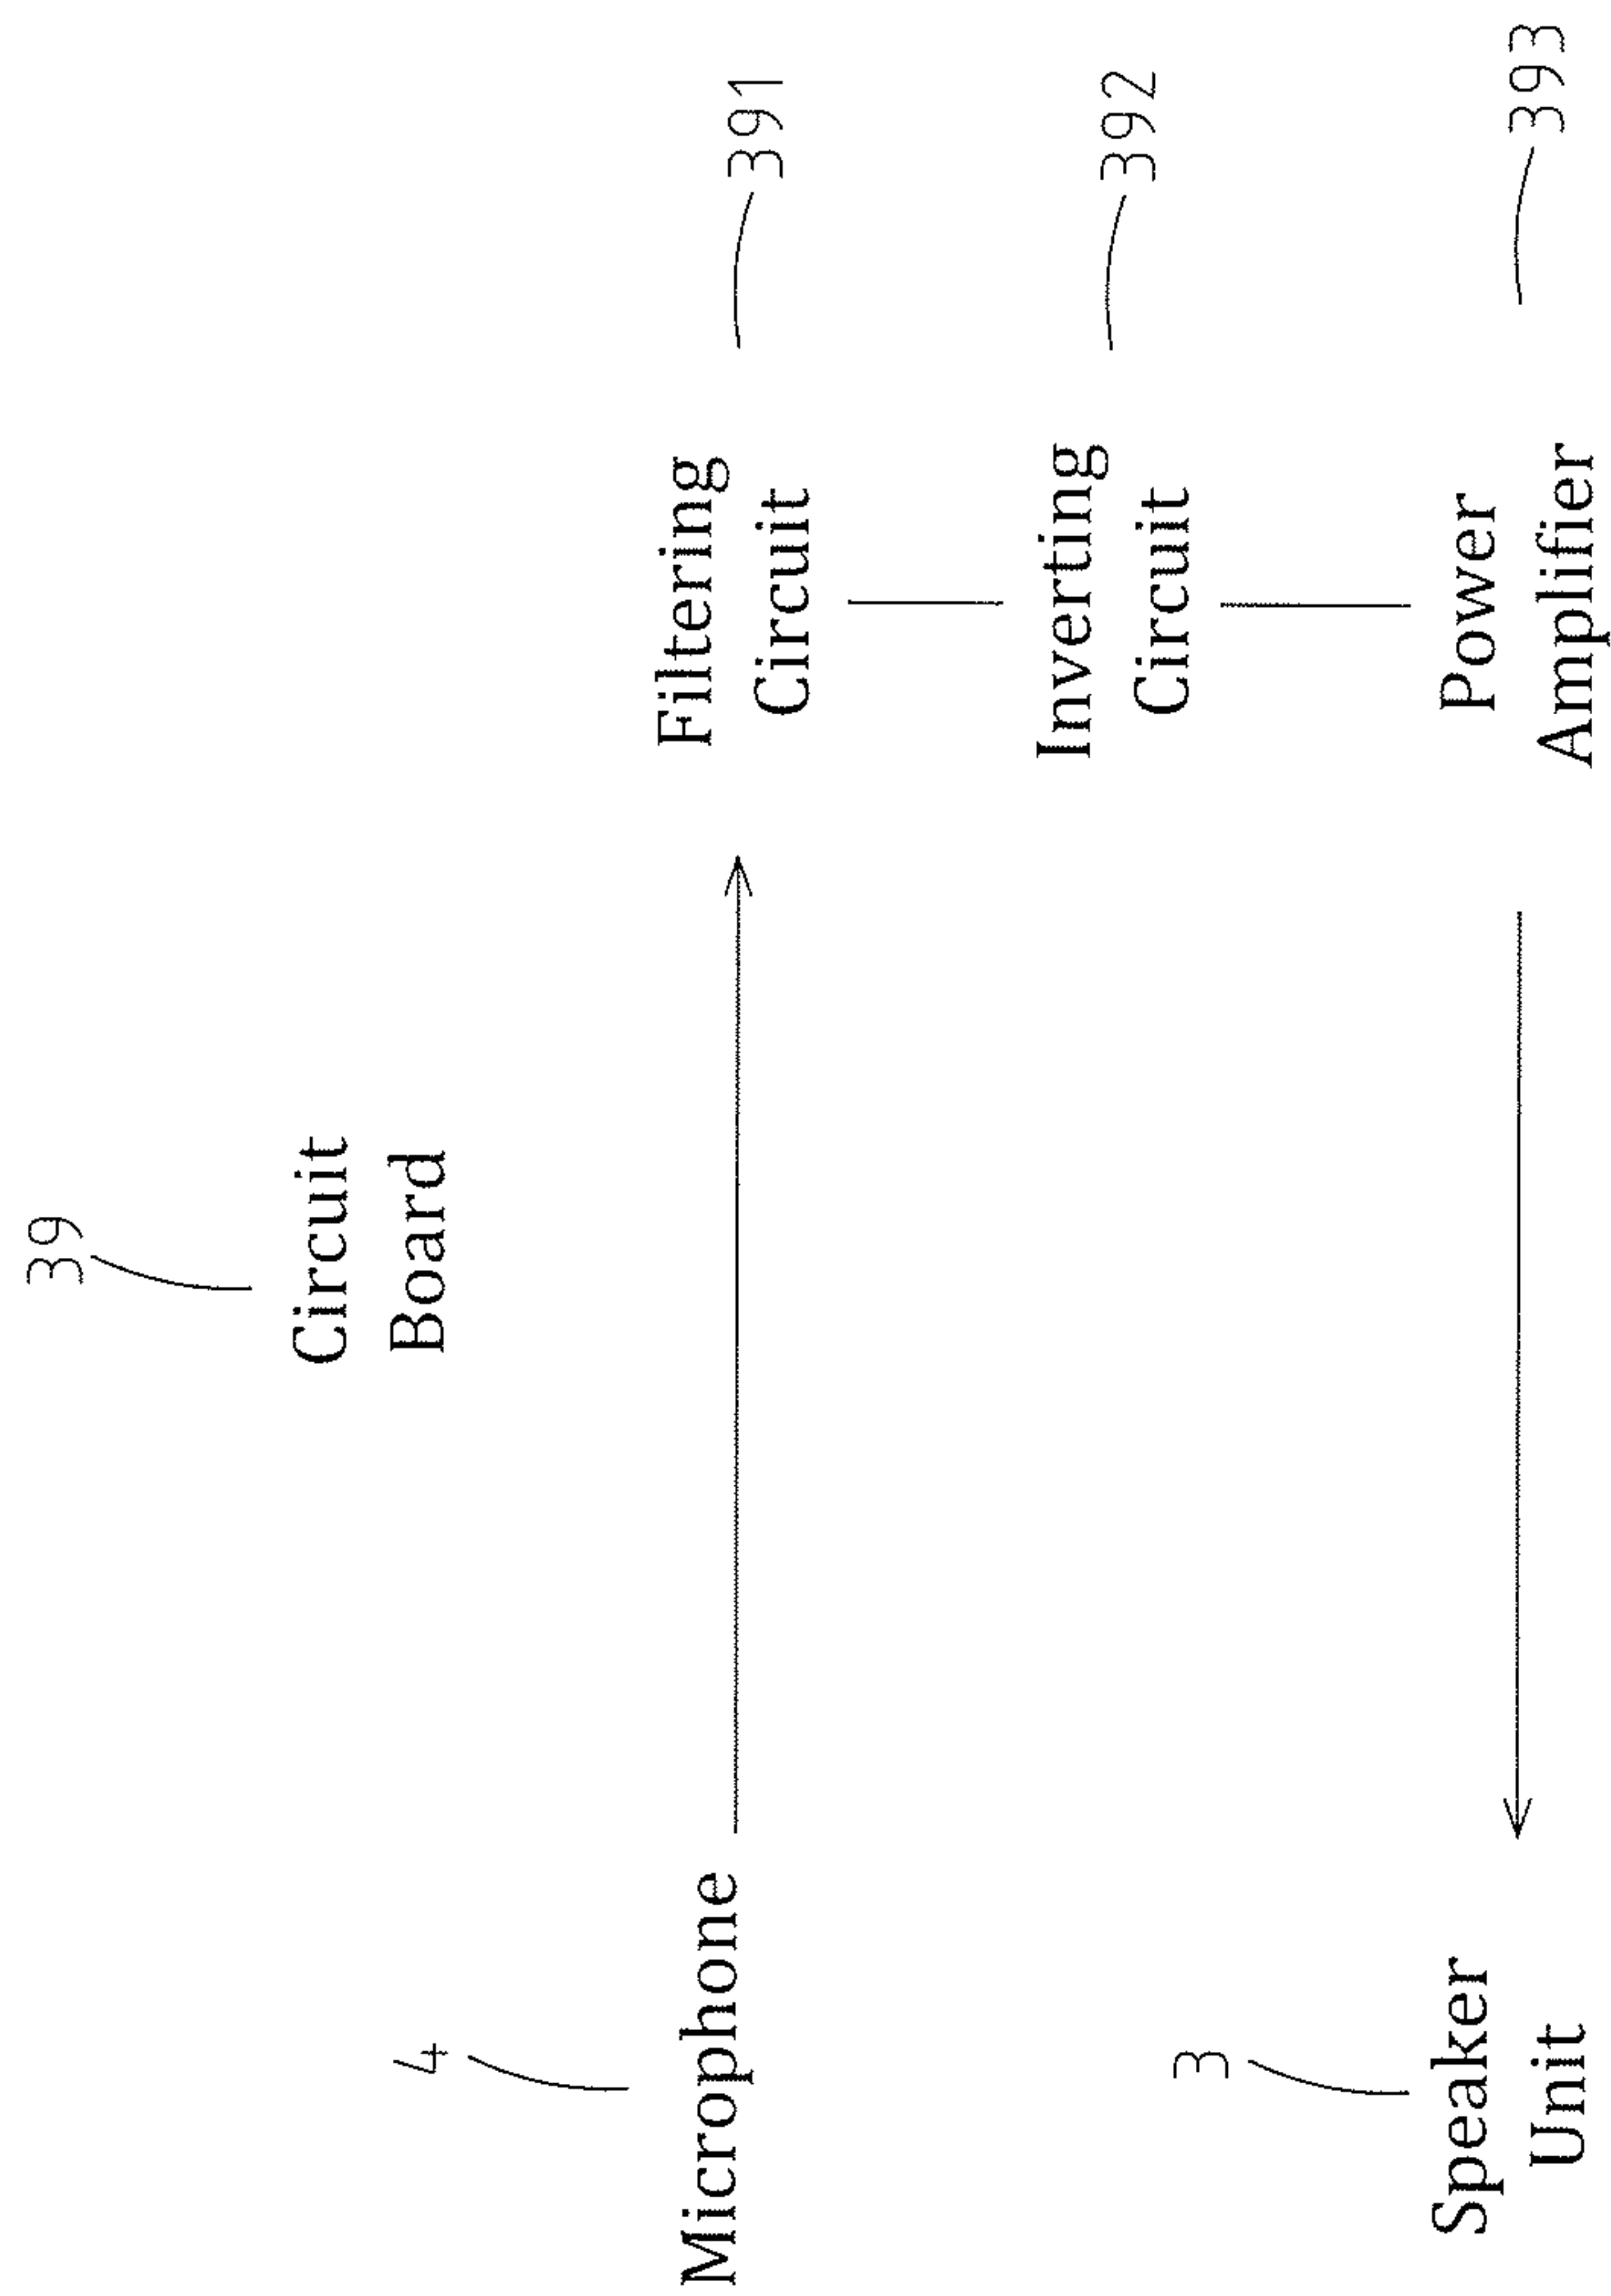 39
Circuit
Board
4
Microphone
Filtering
Circuit
391
Inverting
Circuit
392
3
Speaker
Unit
Power
Amplifier
393